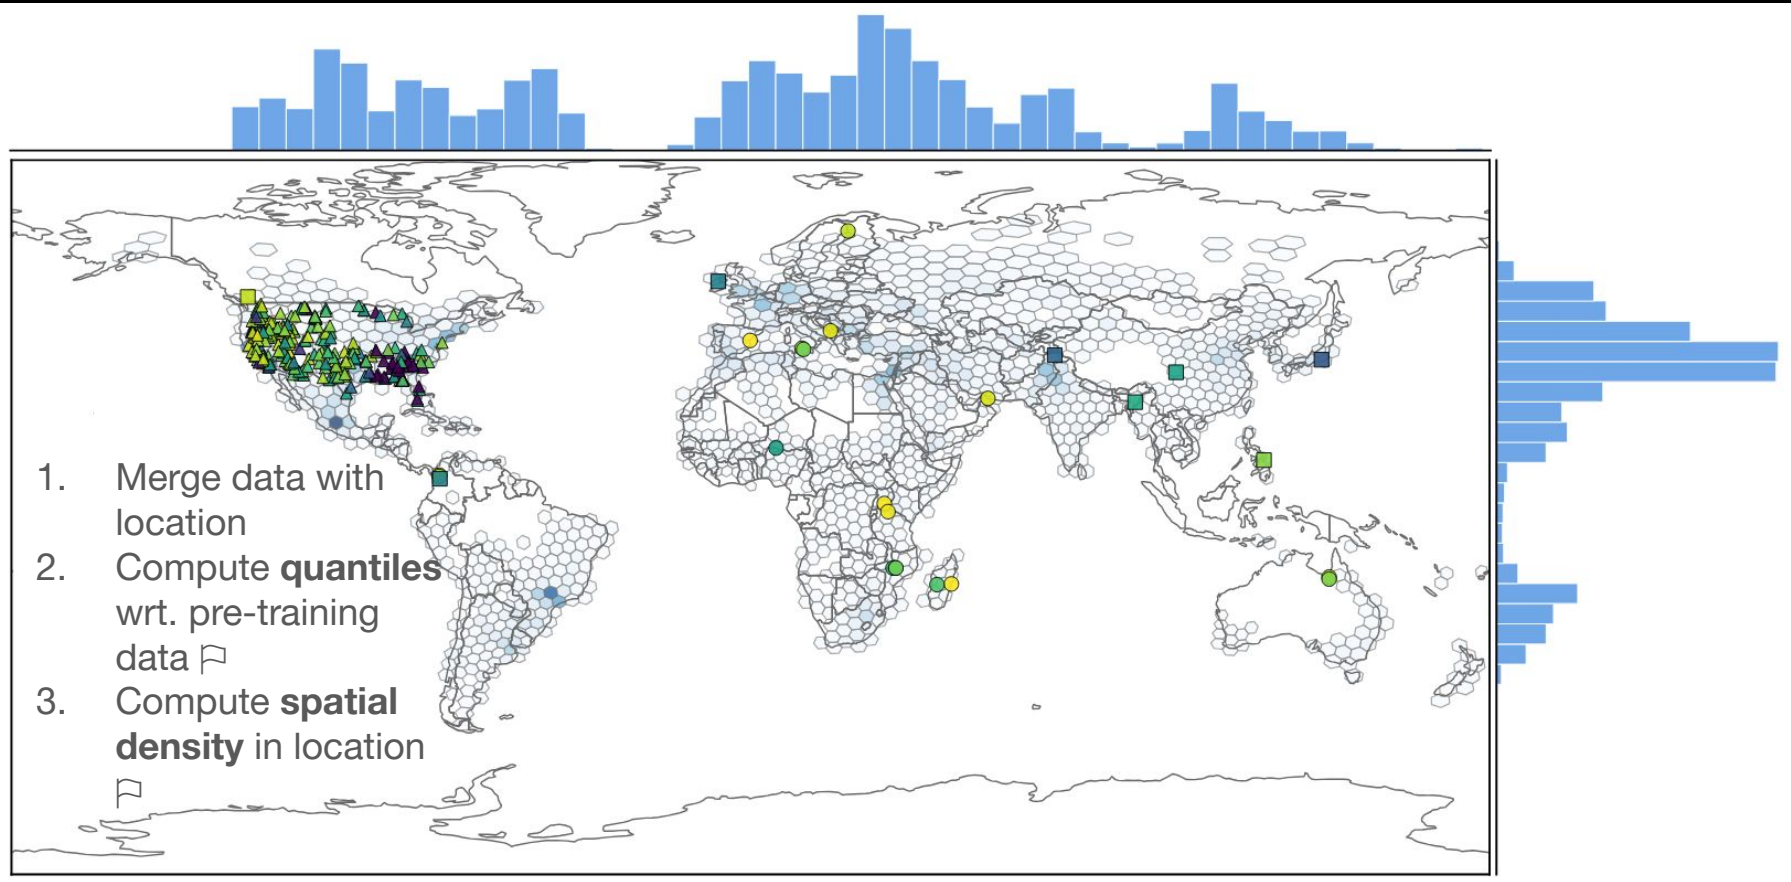 1. Merge data with
location
2. Compute quantiles
wrt. pre-training
data 🏳
3. Compute spatial
density in location
🏳